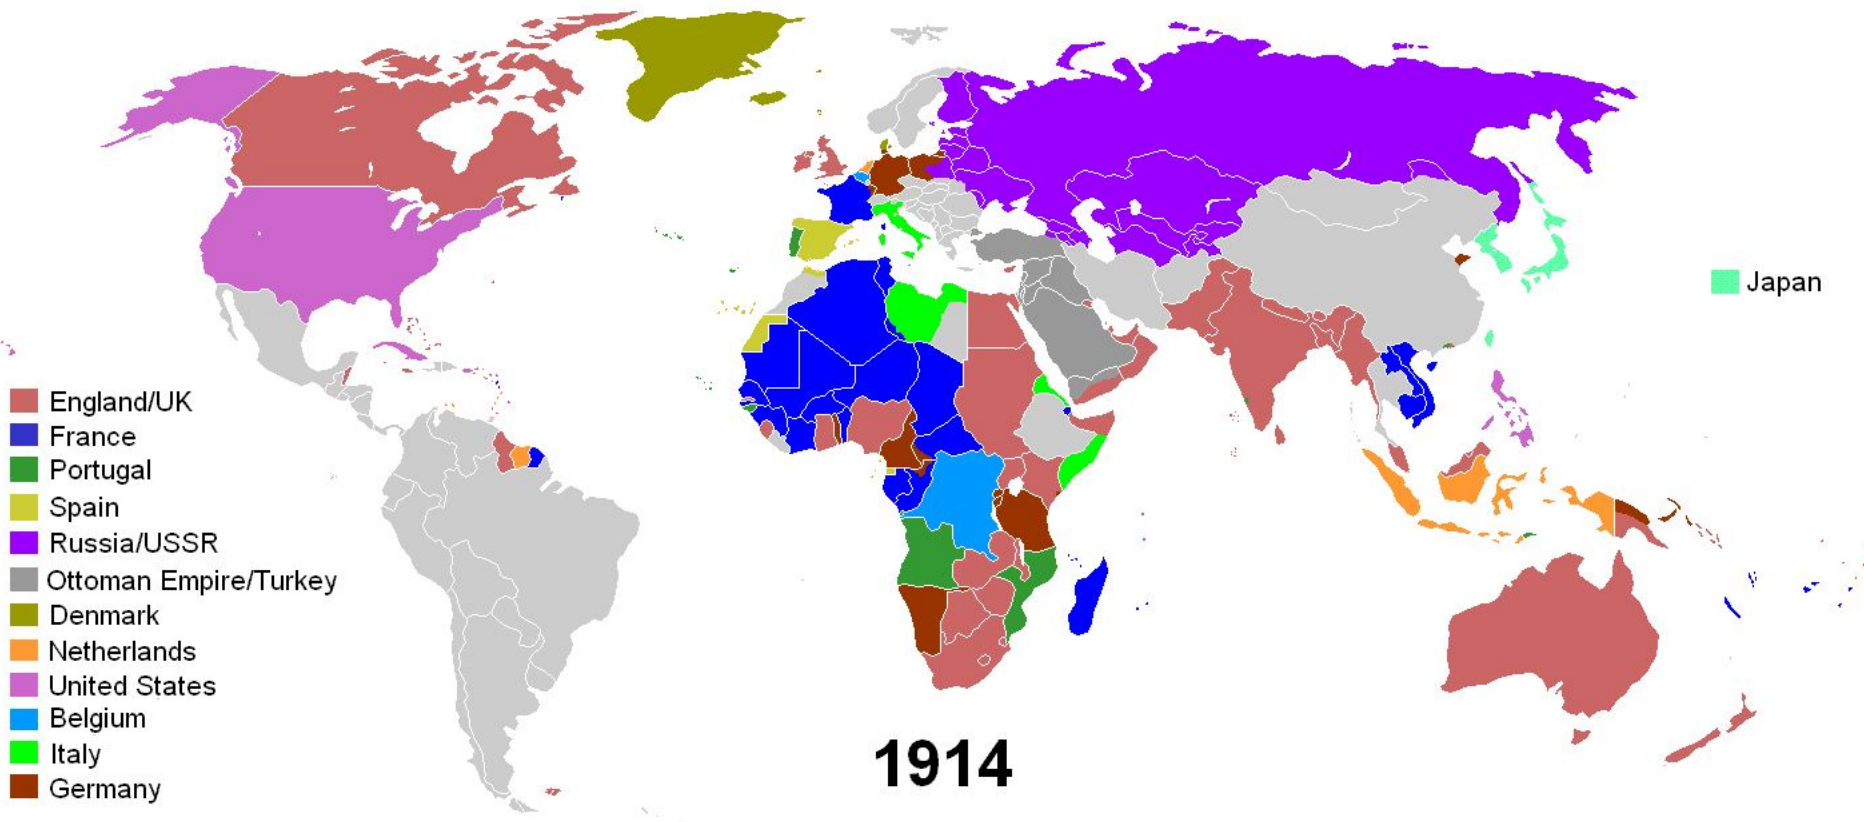 Japan
England/UK
France
Portugal
Spain
Russia/USSR
Ottoman Empire/Turkey
Denmark
Netherlands
United States
Belgium
Italy
Germany
1914